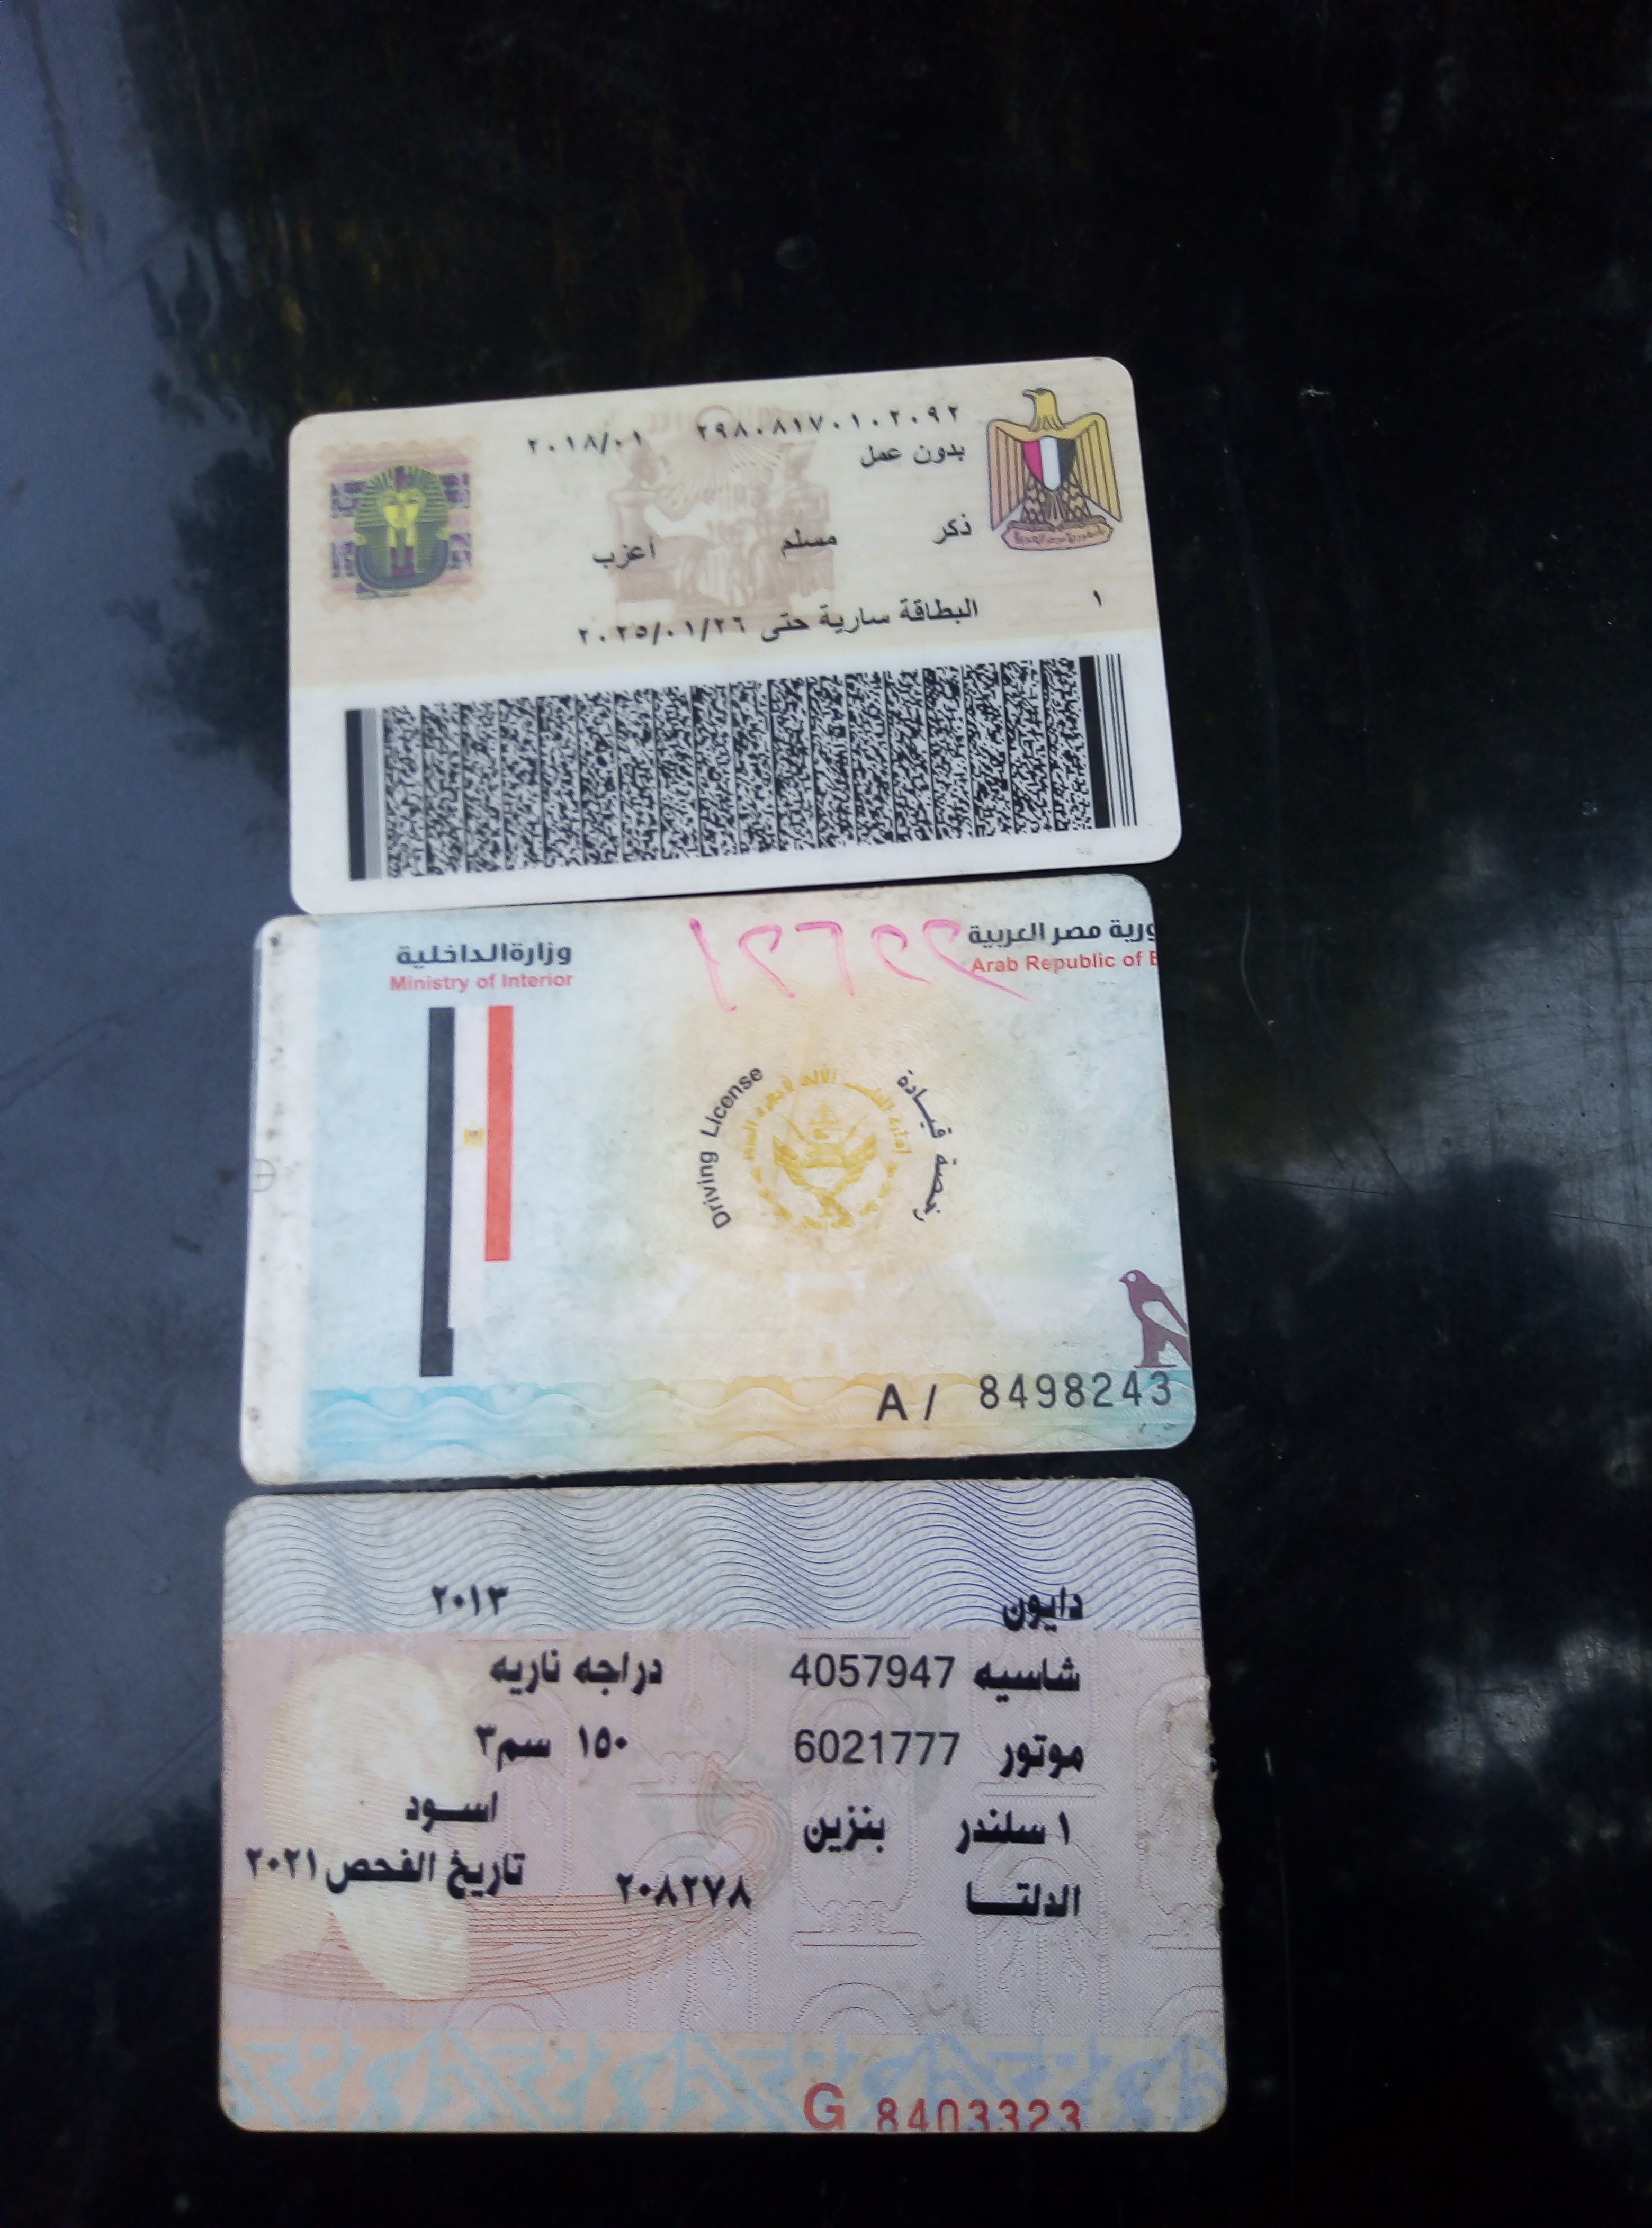 ٢٩٨٠٨١٧٠١٠٢٠٩٢ ٢٠١٨/٠١
بدون عمل
ذكر مسلم أعزب
البطاقة سارية حتى ٢٠٢٥/٠١/٢٦
١
ورية مصر العربية وزارة الداخلية
Arab Republic of E Ministry of Interior
Driving License رخصة قيادة
A / 8498243
دايون ٢٠١٣
شاسيه 4057947 دراجه ناريه
موتور 6021777 ١٥٠ سم٣
١ سلندر بنزين اسود
الدلتا ٢٠٨٢٧٨ تاريخ الفحص ٢٠٢١
G 8403323